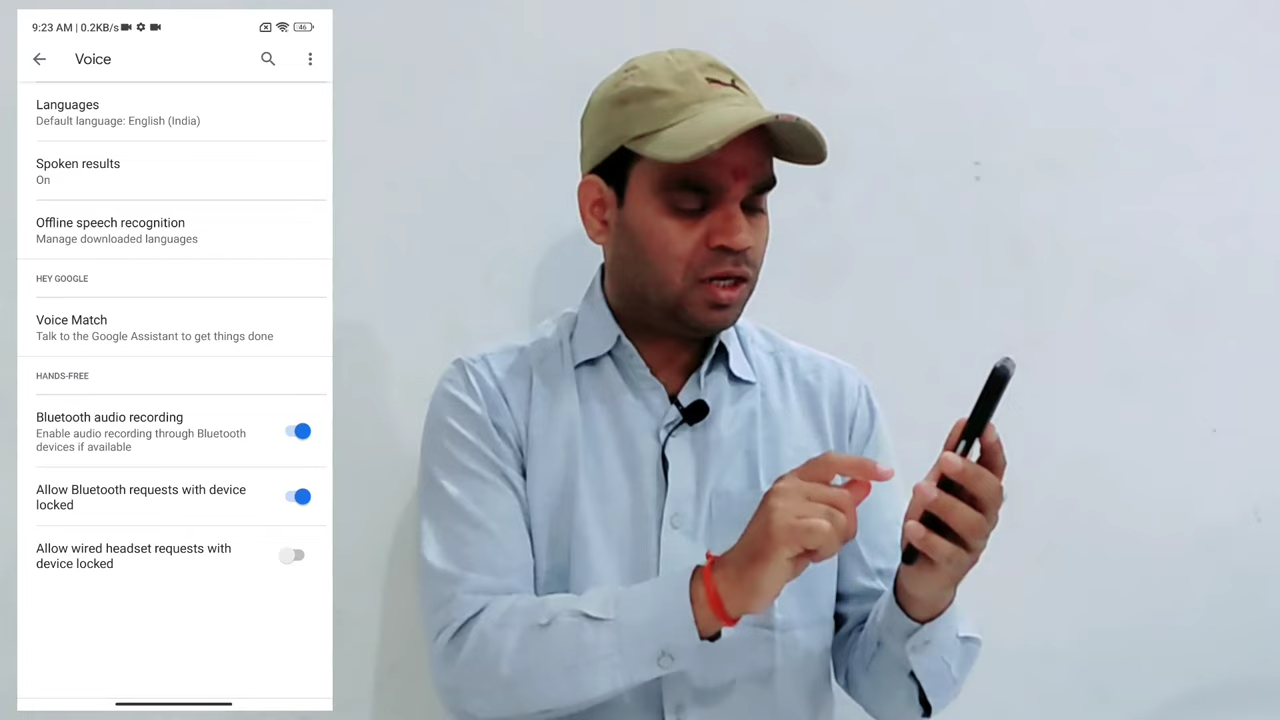 9:23 AM | 0.2KB/s
46
Voice
Languages
Default language: English (India)
Spoken results
On
Offline speech recognition
Manage downloaded languages
HEY GOOGLE
Voice Match
Talk to the Google Assistant to get things done
HANDS-FREE
Bluetooth audio recording
Enable audio recording through Bluetooth
devices if available
Allow Bluetooth requests with device
locked
Allow wired headset requests with
device locked